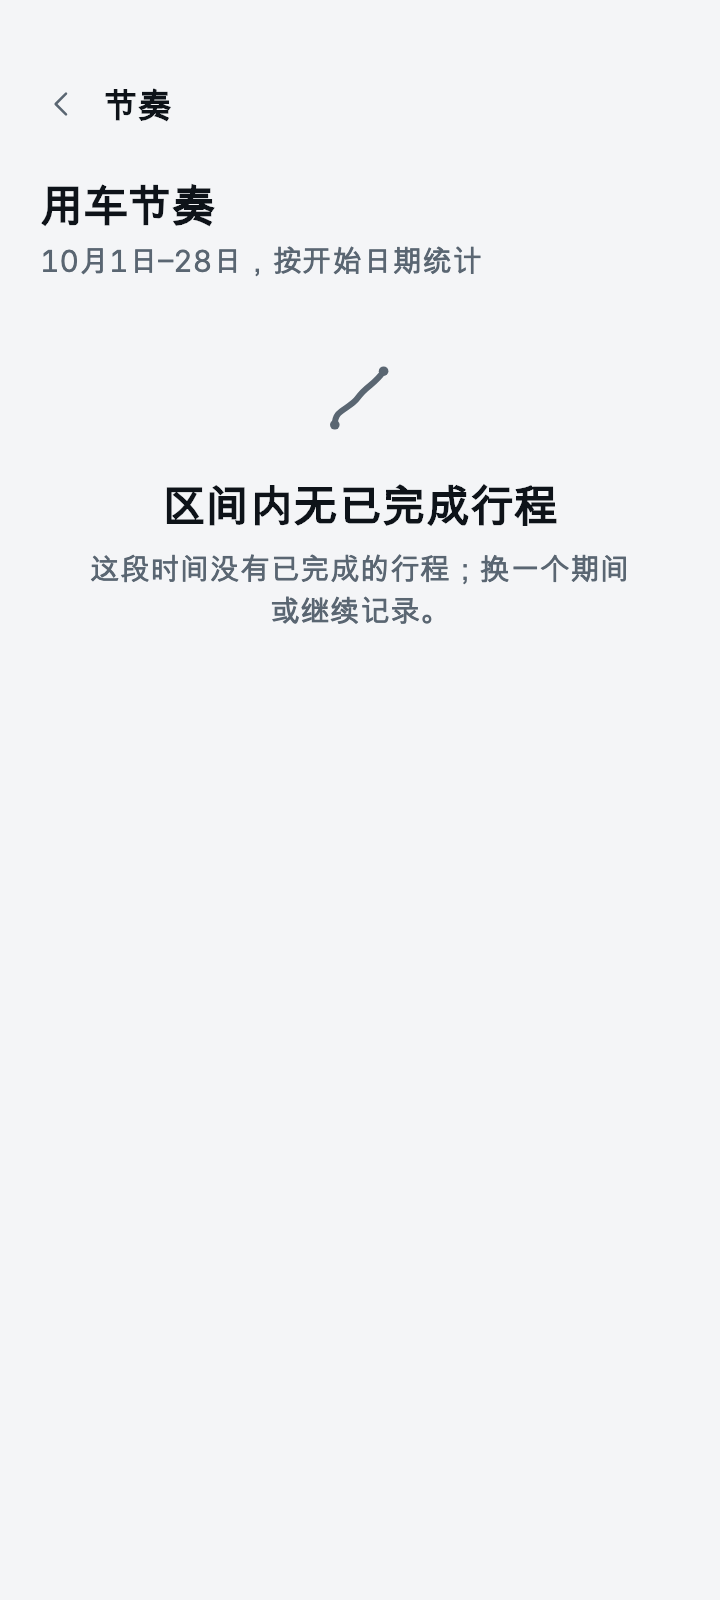 节奏
用车节奏
10月1日–28日，按开始日期统计
区间内无已完成行程
这段时间没有已完成的行程；换一个期间
或继续记录。